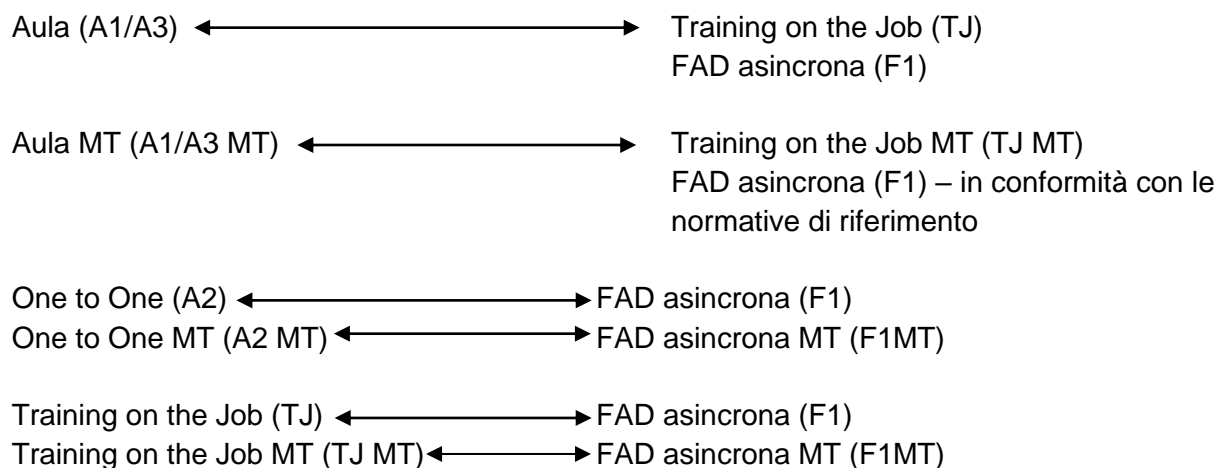 Aula (A1/A3) Training on the Job (TJ)
FAD asincrona (F1)
Aula MT (A1/A3 MT) Training on the Job MT (TJ MT)
FAD asincrona (F1) – in conformità con le
normative di riferimento
One to One (A2) FAD asincrona (F1)
One to One MT (A2 MT) FAD asincrona MT (F1MT)
Training on the Job (TJ) FAD asincrona (F1)
Training on the Job MT (TJ MT) FAD asincrona MT (F1MT)